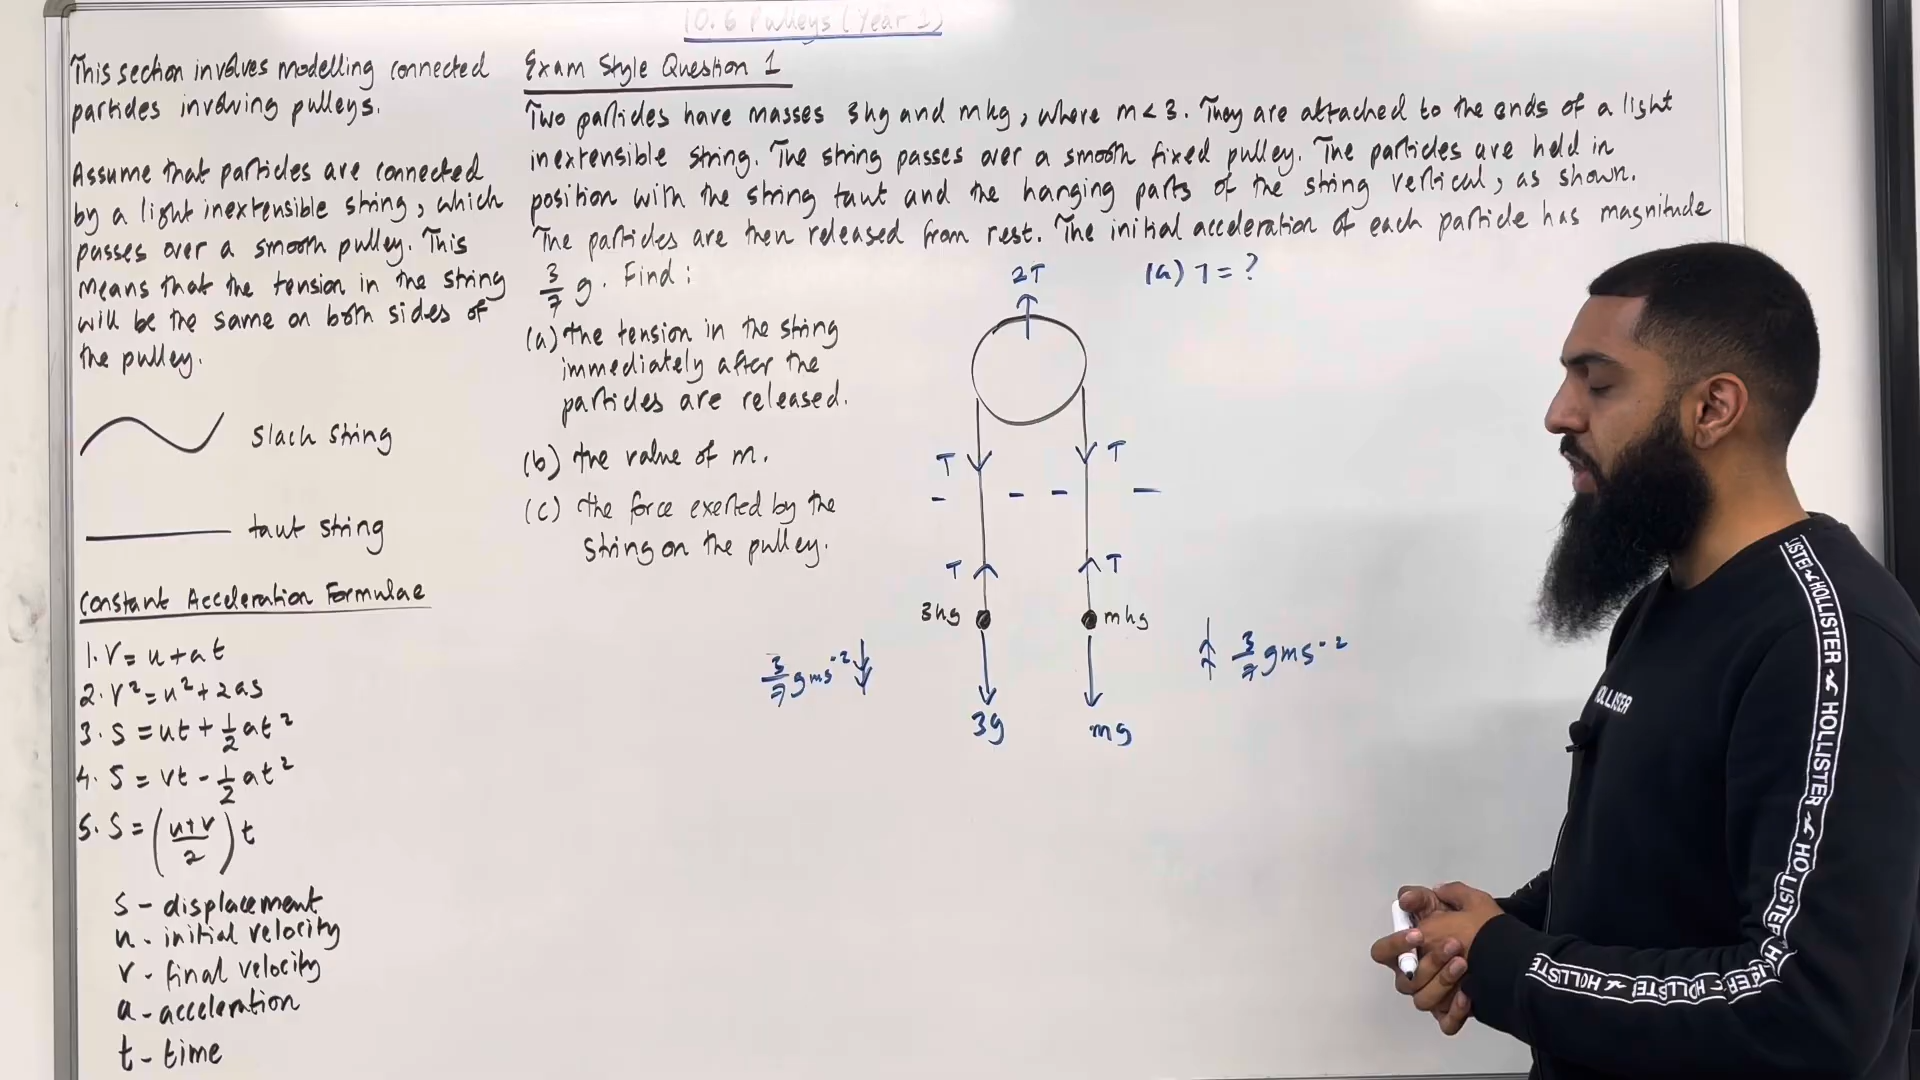 10.6 Pulleys (Year 1)
This section involves modelling connected
particles involving pulleys.
Assume that particles are connected
by a light inextensible string, which
passes over a smooth pulley. This
means that the tension in the string
will be the same on both sides of
the pulley.
slack string
taut string
Constant Acceleration Formulae
1. v = u + at
2. v² = u² + 2as
3. s = ut + 1/2 at²
4. s = vt - 1/2 at²
5. s = (u+v/2) t
s - displacement
u - initial velocity
v - final velocity
a - acceleration
t - time
Exam Style Question 1
Two particles have masses 3kg and mkg, where m < 3. They are attached to the ends of a light
inextensible string. The string passes over a smooth fixed pulley. The particles are held in
position with the string taut and the hanging parts of the string vertical, as shown.
The particles are then released from rest. The initial acceleration of each particle has magnitude
3/7 g. Find:
(a) the tension in the string
immediately after the
particles are released.
(b) the value of m.
(c) the force exerted by the
string on the pulley.
2T
T T
T T
3kg mkg
3/7 gms⁻² 3/7 gms⁻²
3g mg
(a) T = ?
HOLLISTER
HOLLISTER HOLLISTER HOLLISTER
HOLLISTER HOLLISTER HOLLISTER